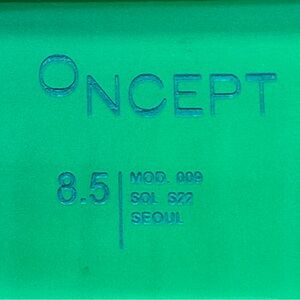 ONCEPT
8.5
MOD. 009
SOL S22
SEOUL